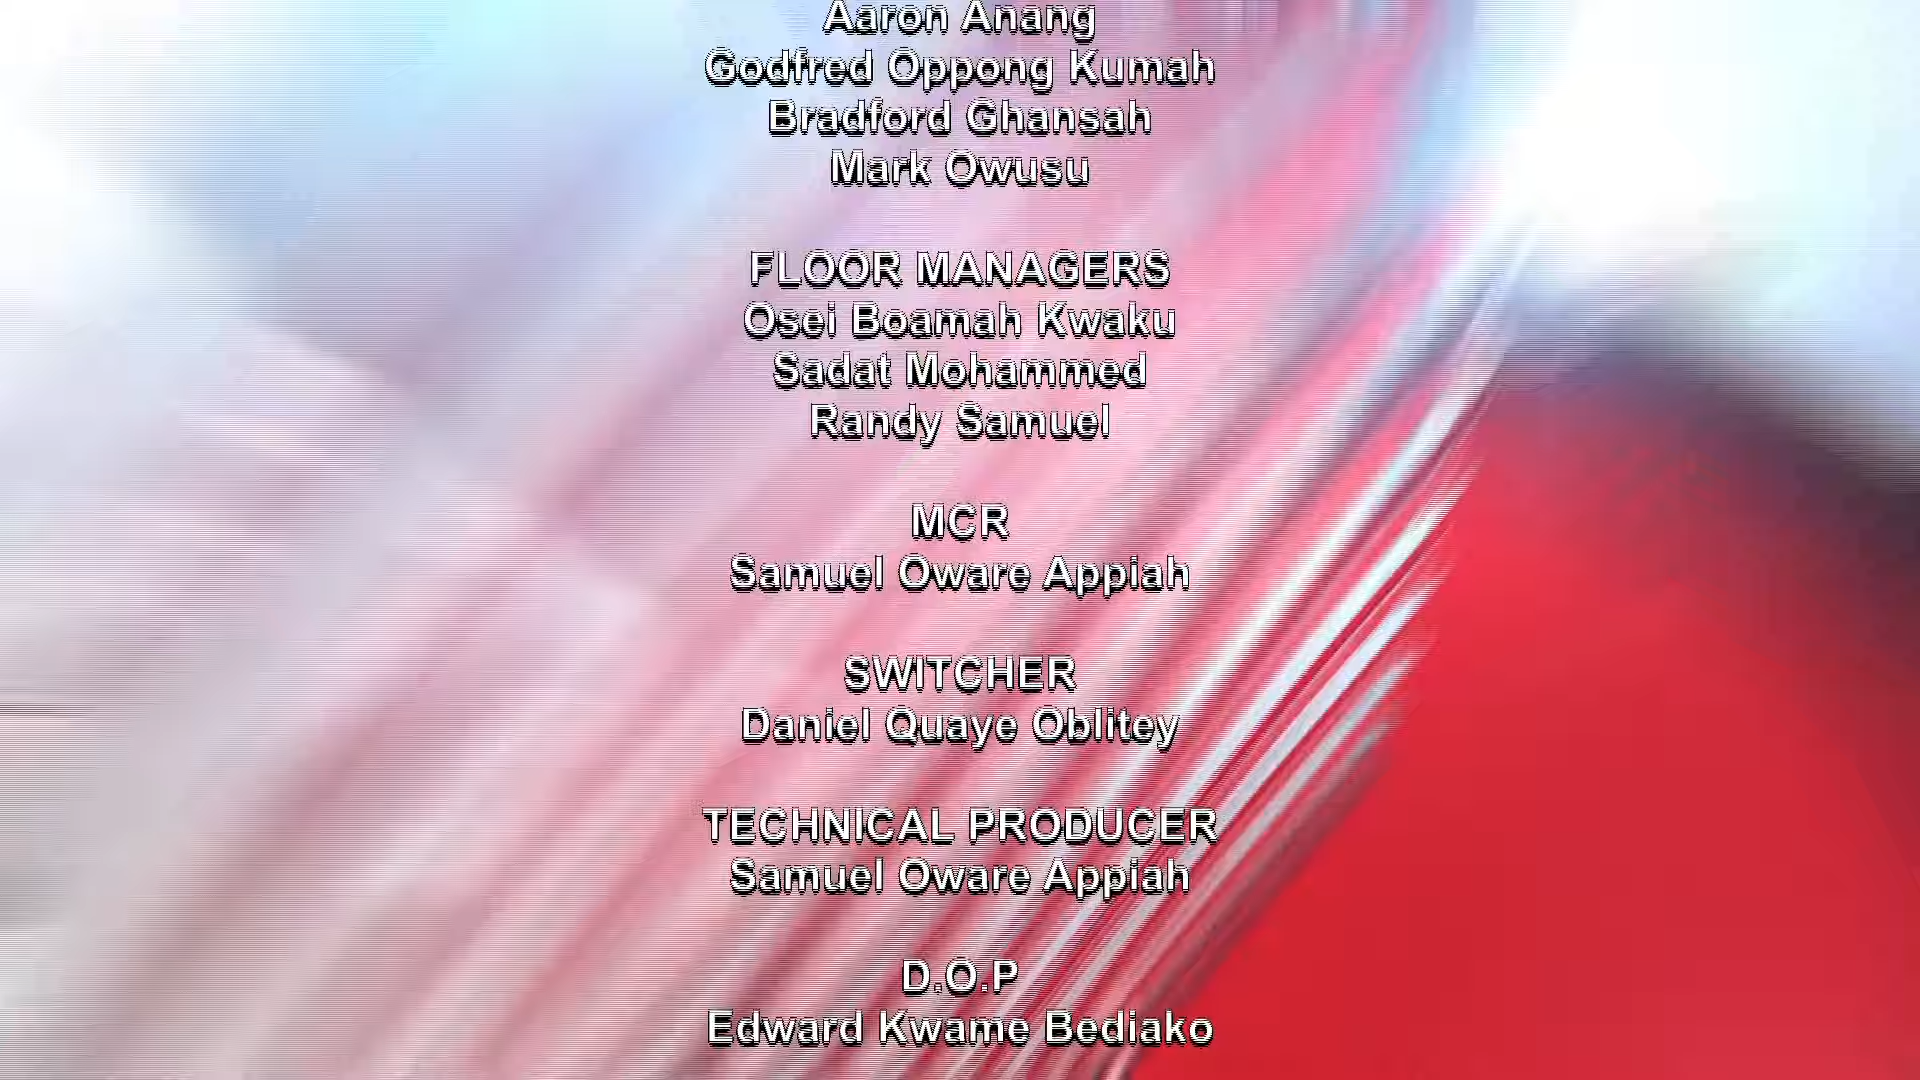 Aaron Anang
Godfred Oppong Kumah
Bradford Ghansah
Mark Owusu
FLOOR MANAGERS
Osei Boamah Kwaku
Sadat Mohammed
Randy Samuel
MCR
Samuel Oware Appiah
SWITCHER
Daniel Quaye Oblitey
TECHNICAL PRODUCER
Samuel Oware Appiah
D.O.P
Edward Kwame Bediako